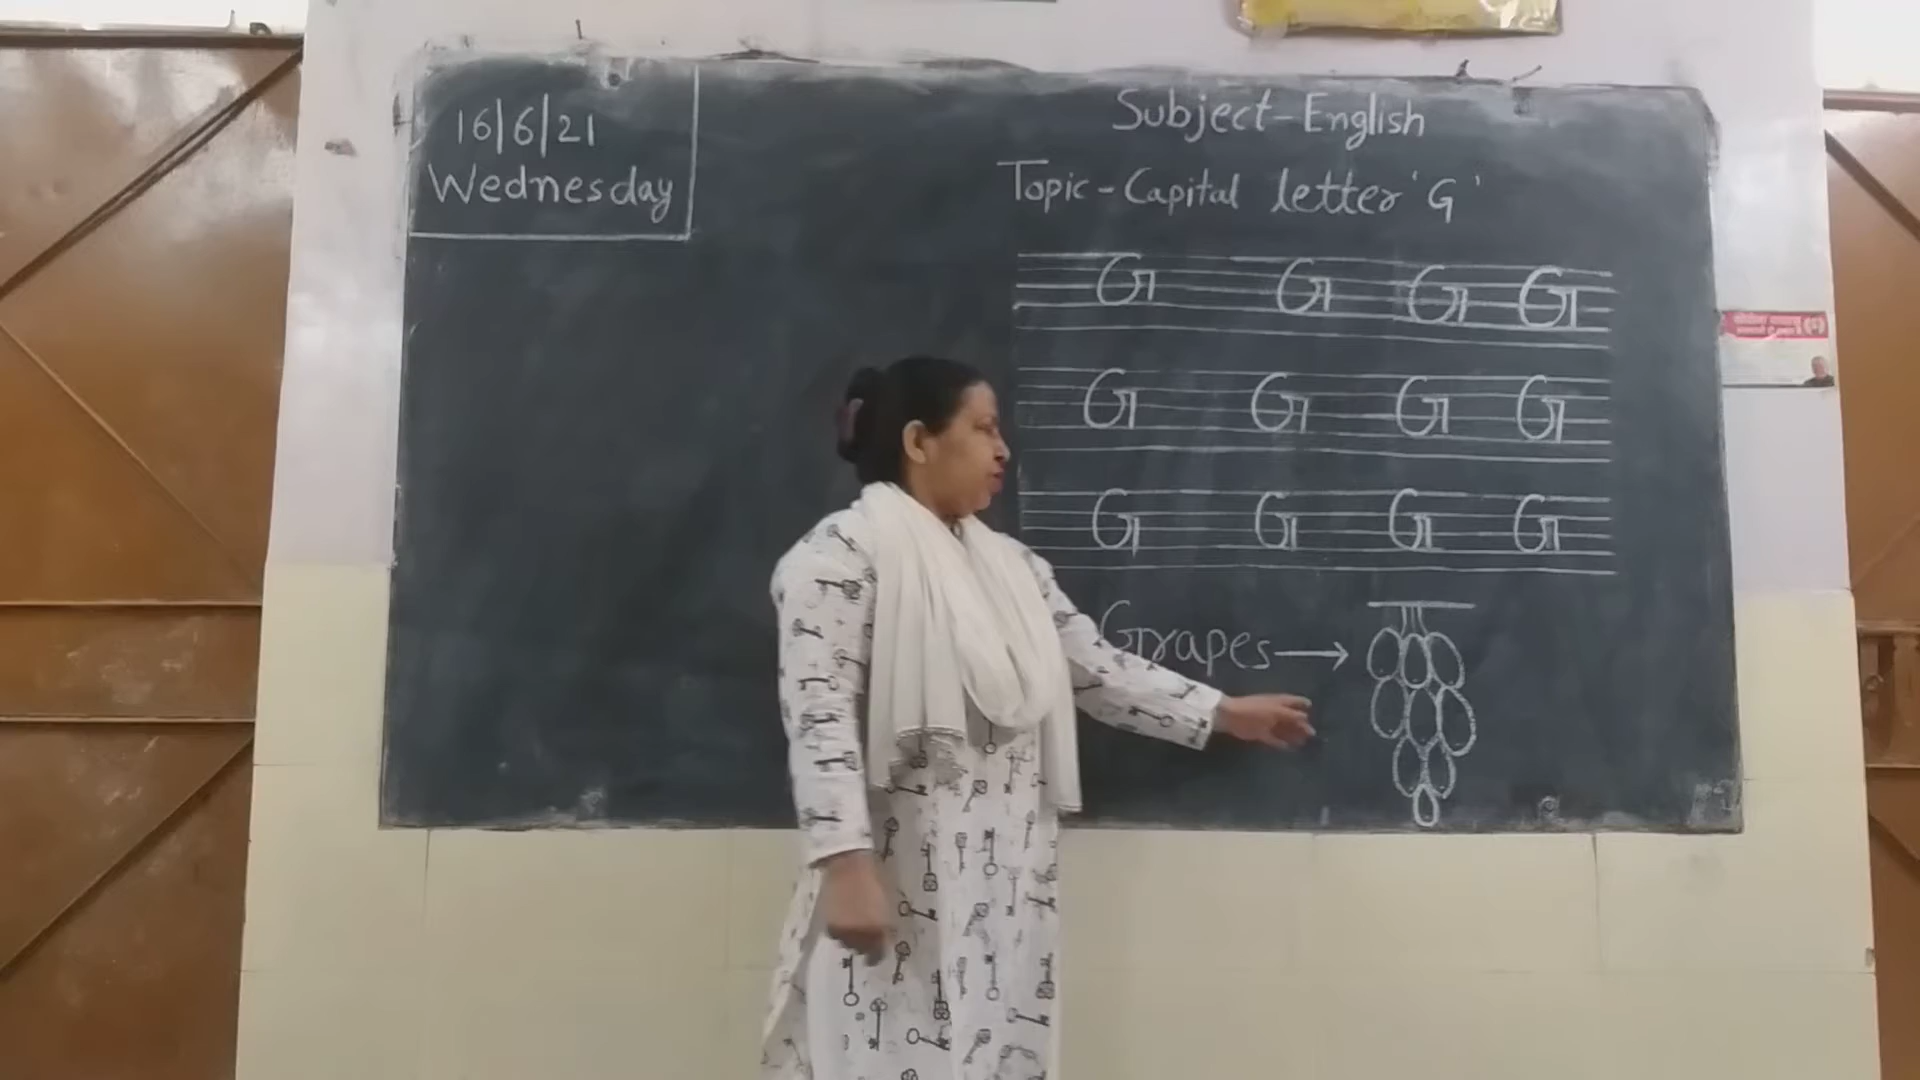 16/6/21
Wednesday
Subject-English
Topic-Capital letter 'G'
G G G G
G G G G
G G G G
Grapes→